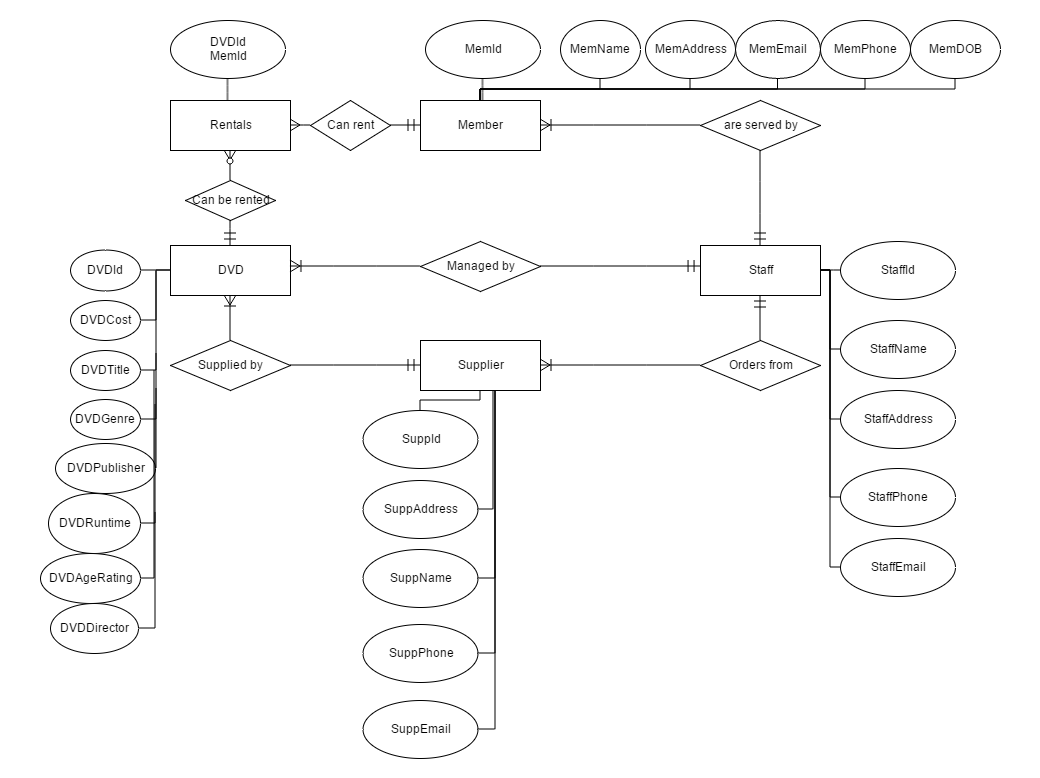 DVDId
MemId
MemId
MemName
MemAddress
MemEmail
MemPhone
MemDOB
Rentals
Can rent
Member
are served by
Can be rented
DVD
Managed by
Staff
DVDId
StaffId
DVDCost
StaffName
DVDTitle
Supplied by
Supplier
Orders from
DVDGenre
StaffAddress
SuppId
DVDPublisher
StaffPhone
DVDRuntime
SuppAddress
StaffEmail
DVDAgeRating
SuppName
DVDDirector
SuppPhone
SuppEmail